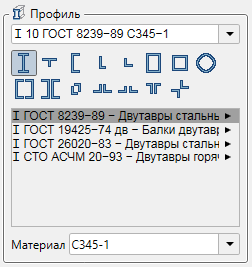 Профиль
10 ГОСТ 8239-89 С345-1
ГОСТ 8239-89 - Двутавры стальнь
ГОСТ 19425-74 дв - Балки двутавр
ГОСТ 26020-83 - Двутавры стальн
СТО АСЧМ 20-93 - Двутавры горяч
Материал С345-1